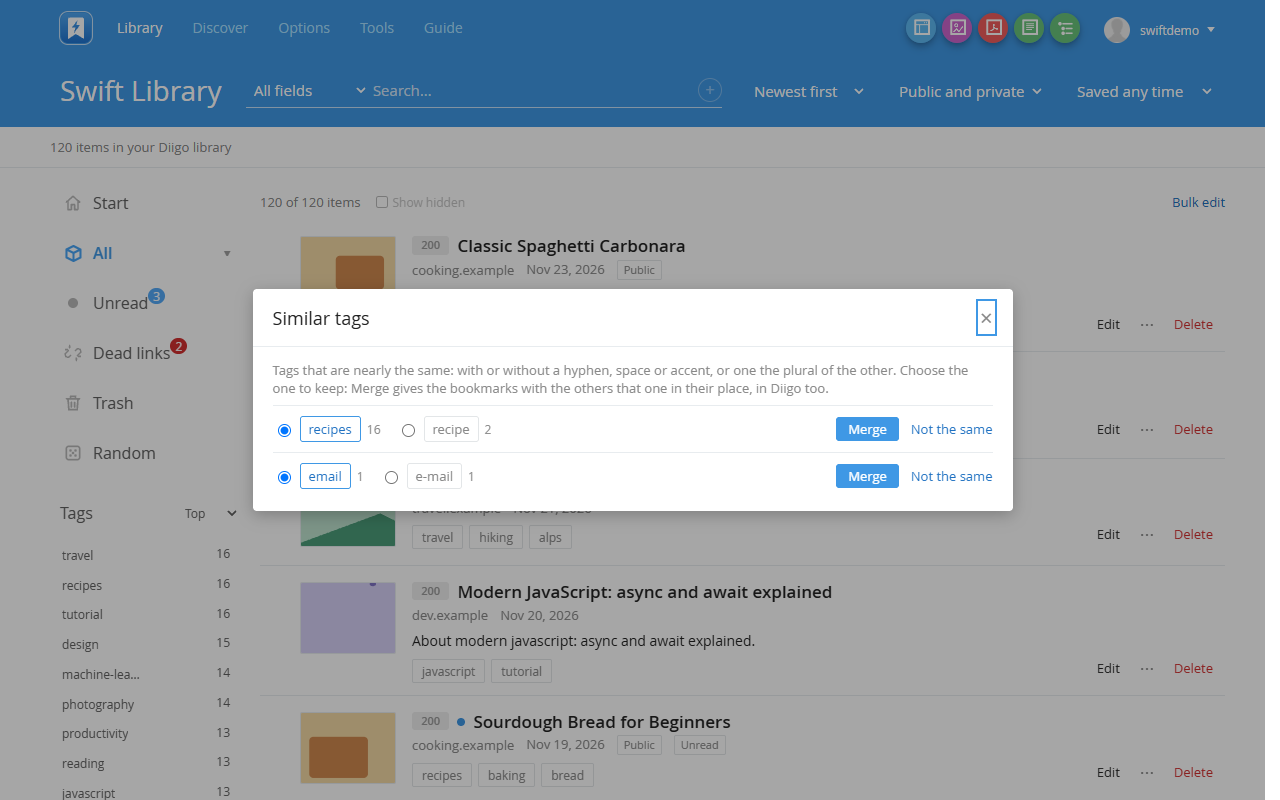 Library Discover Options Tools Guide swiftdemo
Swift Library All fields Search... Newest first Public and private Saved any time
120 items in your Diigo library
Start
All
Unread 3
Dead links 2
Trash
Random
Tags Top
travel 16
recipes 16
tutorial 16
design 15
machine-lea... 14
photography 14
productivity 13
reading 13
javascript 13
120 of 120 items Show hidden Bulk edit
200 Classic Spaghetti Carbonara
cooking.example Nov 23, 2026 Public
Edit ··· Delete
Similar tags ×
Tags that are nearly the same: with or without a hyphen, space or accent, or one the plural of the other. Choose the
one to keep: Merge gives the bookmarks with the others that one in their place, in Diigo too.
recipes 16 recipe 2 Merge Not the same
email 1 e-mail 1 Merge Not the same
Edit ··· Delete
travel.example Nov 21, 2026
travel hiking alps
Edit ··· Delete
200 Modern JavaScript: async and await explained
dev.example Nov 20, 2026
About modern javascript: async and await explained.
javascript tutorial
Edit ··· Delete
200 Sourdough Bread for Beginners
cooking.example Nov 19, 2026 Public Unread
recipes baking bread
Edit ··· Delete